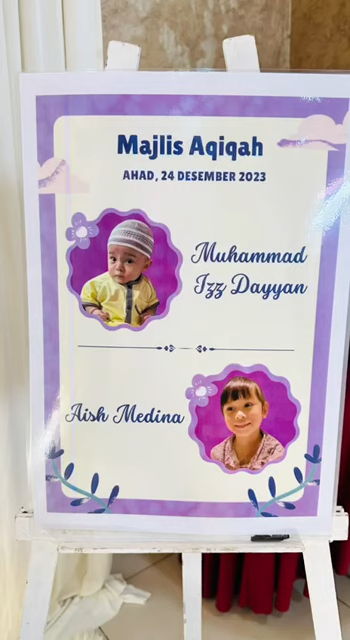 Majlis Aqiqah
AHAD, 24 DESEMBER 2023
Muhammad
Izz Dayyan
Aish Medina